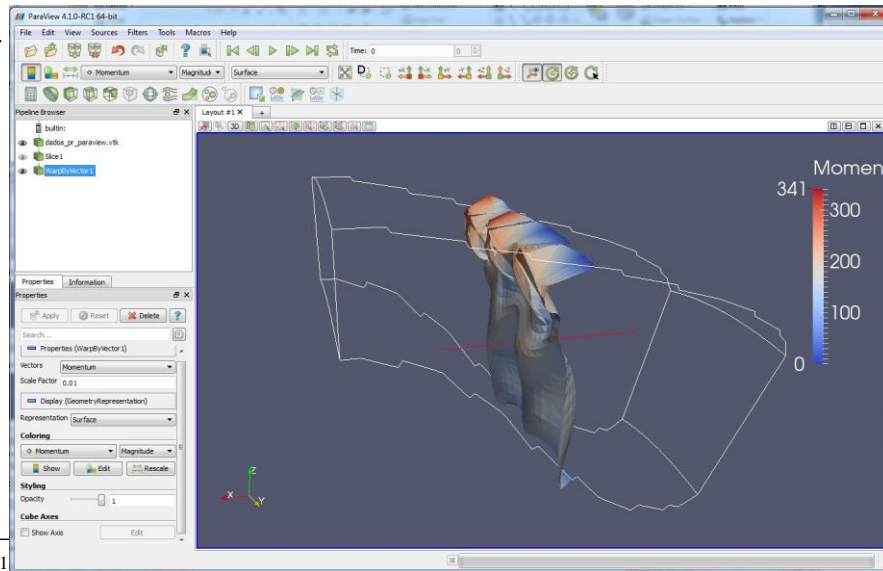 ParaView 4.1.0-RC1 64-bit
File Edit View Sources Filters Tools Macros Help
Time: 0 0
Momentum Magnitud Surface
Pipeline Browser
Layout #1
3D
builtin:
dados_pr_paraview.vtk
Slice1
WarpByVector1
Momen
341
300
200
100
0
Properties Information
Properties
Apply Reset Delete ?
Search...
Properties (WarpByVector1)
Vectors Momentum
Scale Factor 0.01
Display (GeometryRepresentation)
Representation Surface
Coloring
Momentum Magnitude
Show Edit Rescale
Styling
Opacity 1
Cube Axes
Show Axis Edit
Z
X
Y
1